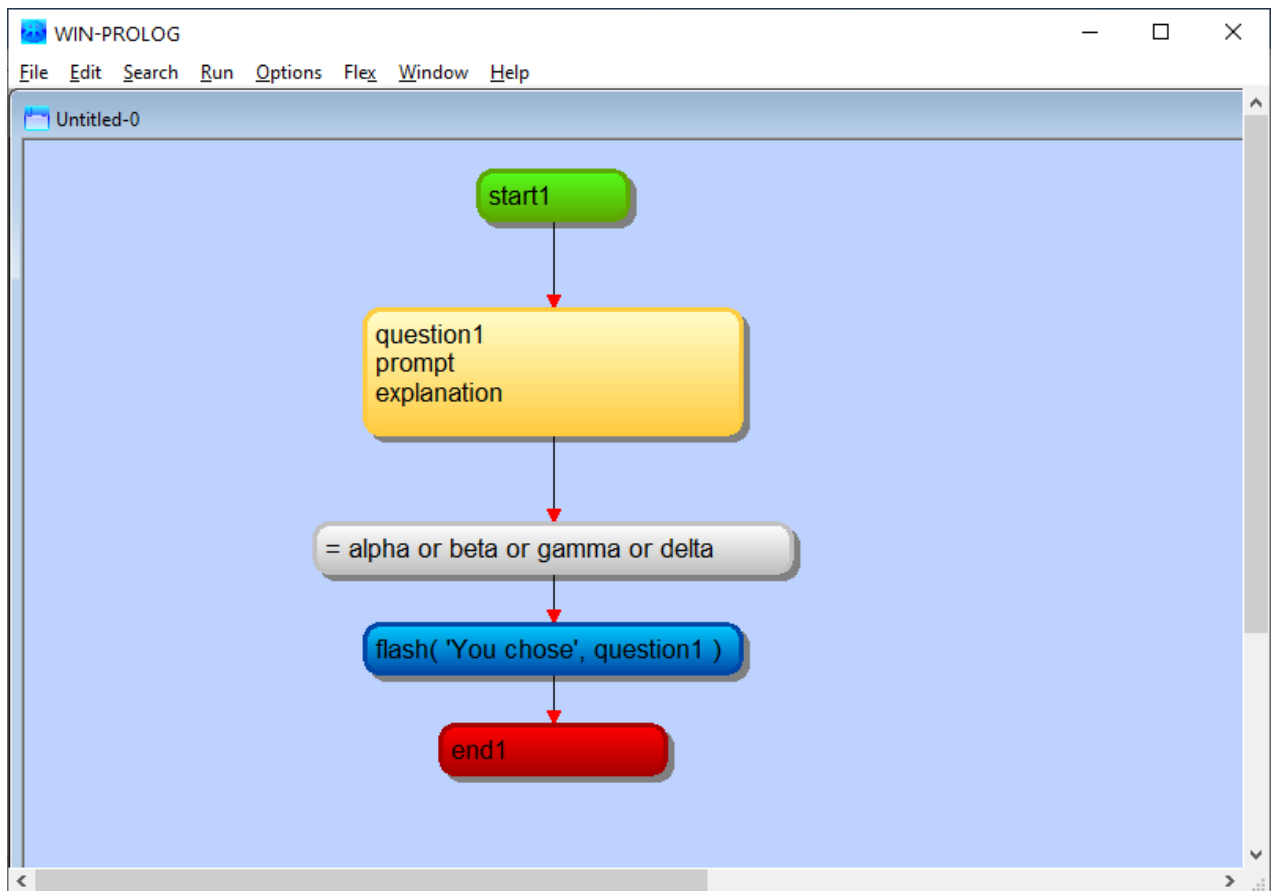 WIN-PROLOG
File Edit Search Run Options Flex Window Help
Untitled-0
start1
question1
prompt
explanation
= alpha or beta or gamma or delta
flash( 'You chose', question1 )
end1